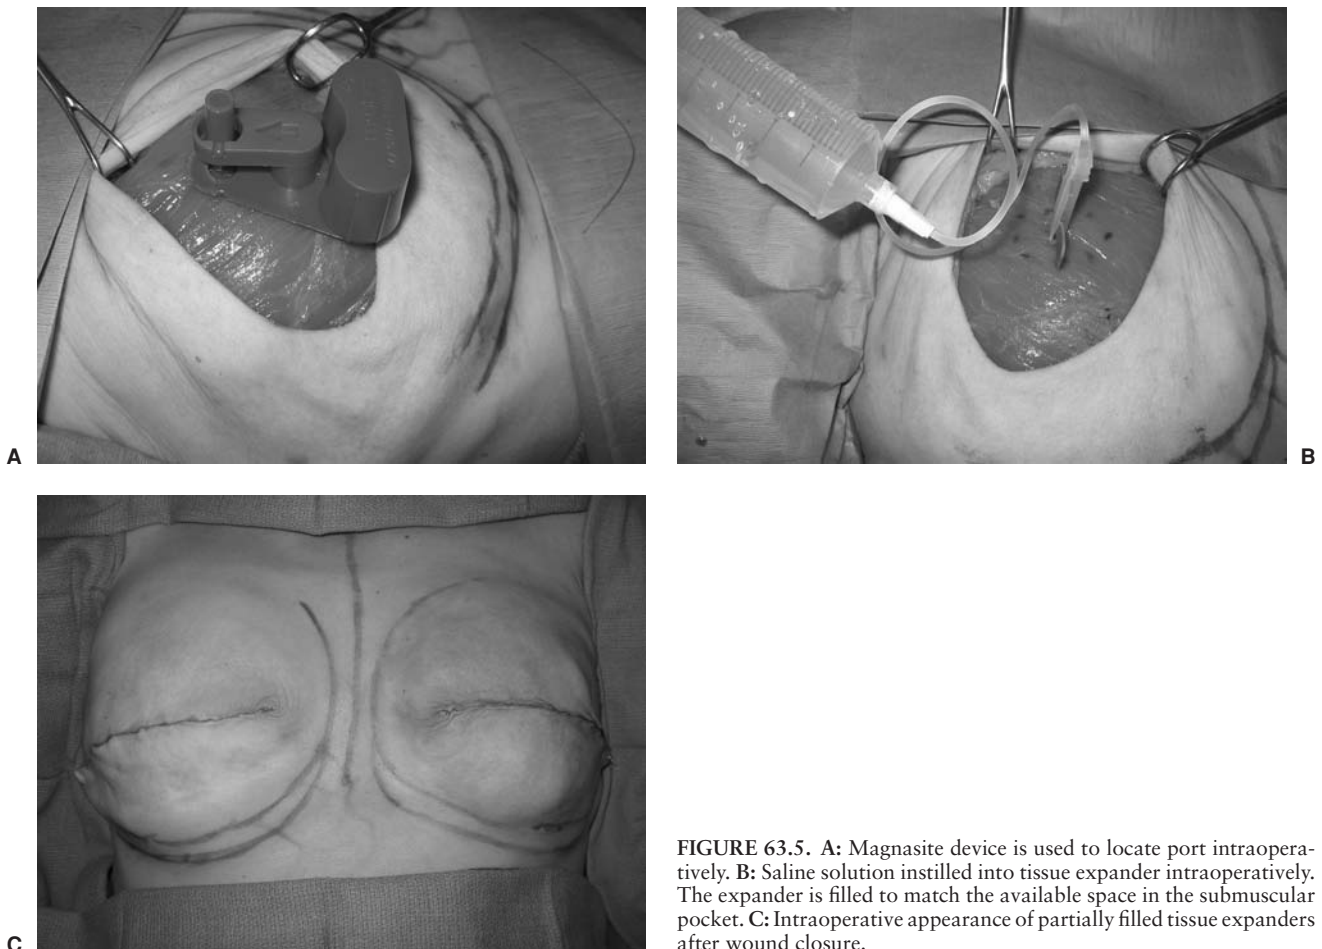 A
B
C
FIGURE 63.5. A: Magnasite device is used to locate port intraopera-
tively. B: Saline solution instilled into tissue expander intraoperatively.
The expander is filled to match the available space in the submuscular
pocket. C: Intraoperative appearance of partially filled tissue expanders
after wound closure.